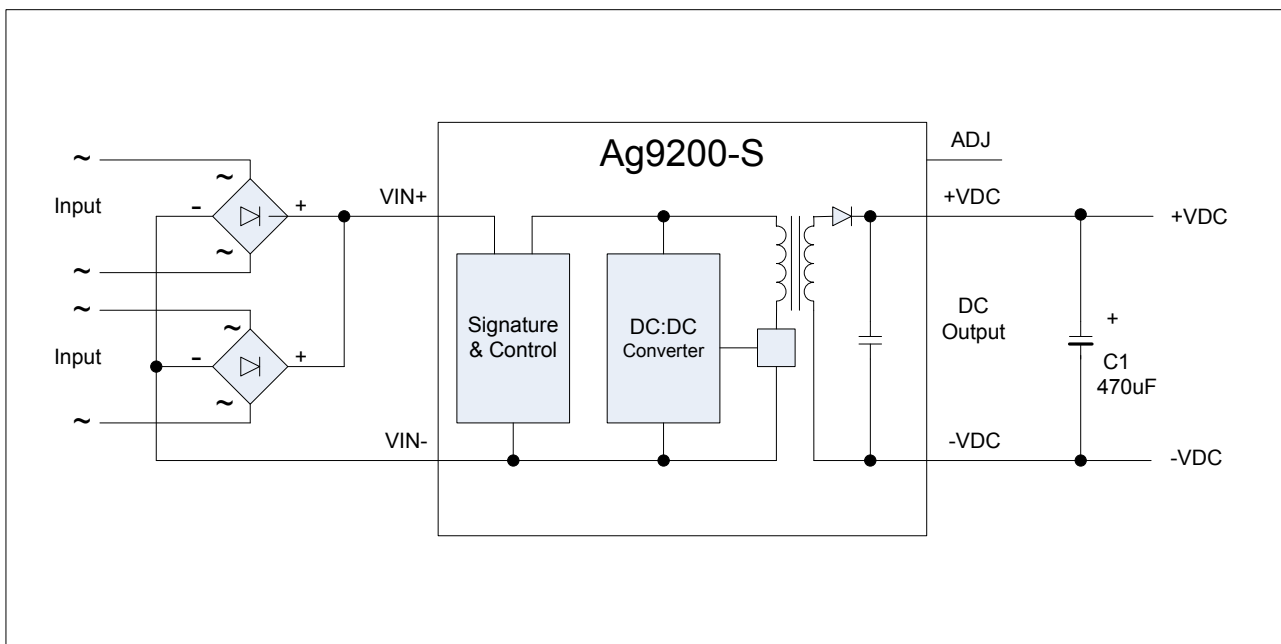 Ag9200-S
ADJ
~
~
Input
-
+
VIN+
~
~
+VDC
+VDC
~
~
Input
-
+
~
~
Signature
& Control
DC:DC
Converter
DC
Output
+
C1
470uF
VIN-
-VDC
-VDC